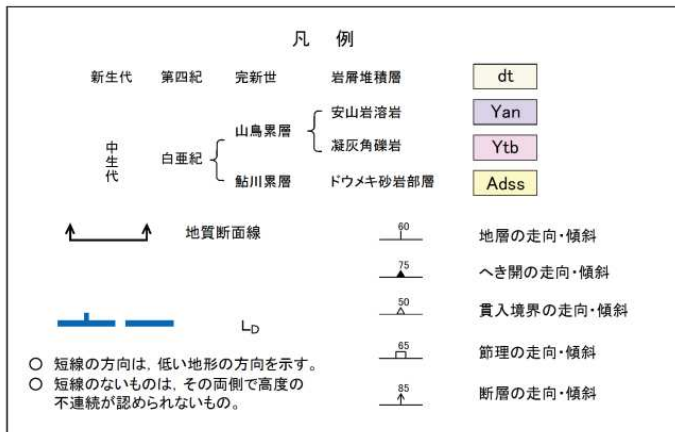 凡 例
新生代 第四紀 完新世 岩屑堆積層 dt
中生代 白亜紀 山鳥累層 安山岩溶岩 Yan
凝灰角礫岩 Ytb
鮎川累層 ドウメキ砂岩部層 Adss
地質断面線
60 地層の走向・傾斜
75 へき開の走向・傾斜
50 貫入境界の走向・傾斜
LD
65 節理の走向・傾斜
85 断層の走向・傾斜
○ 短線の方向は，低い地形の方向を示す。
○ 短線のないものは，その両側で高度の
不連続が認められないもの。